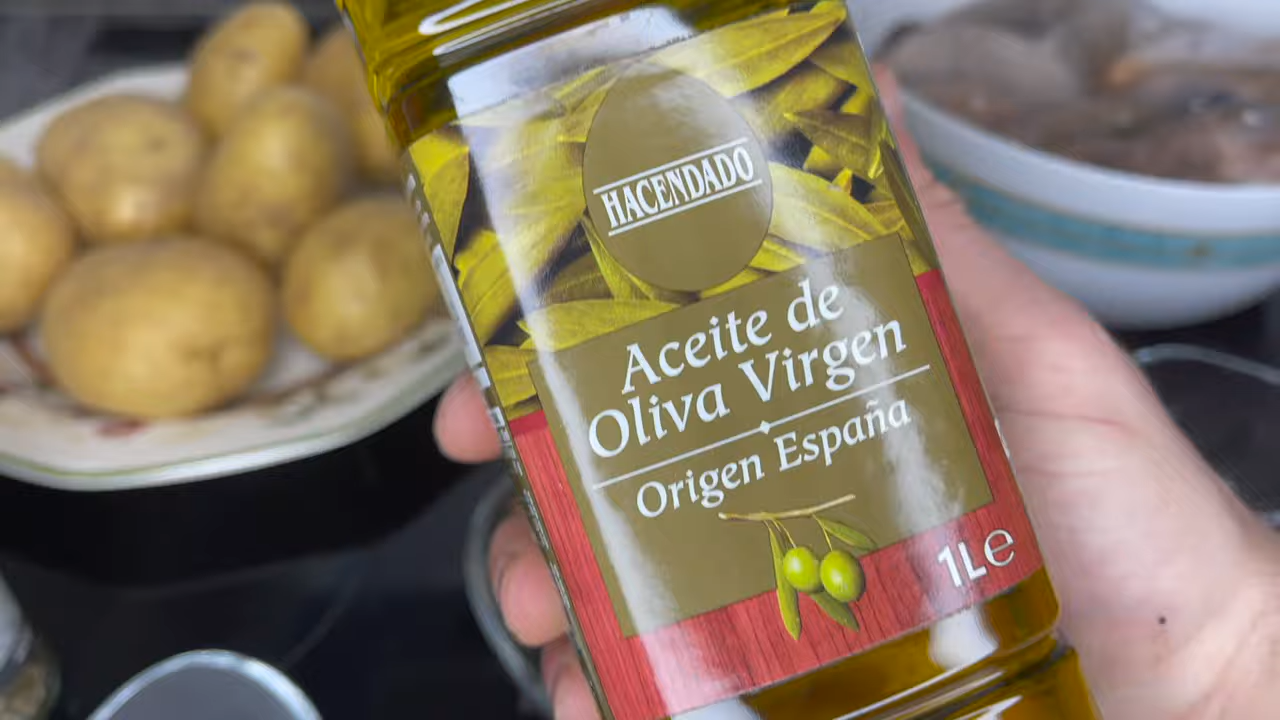 HACENDADO
Aceite de
Oliva Virgen
Origen España
1L℮